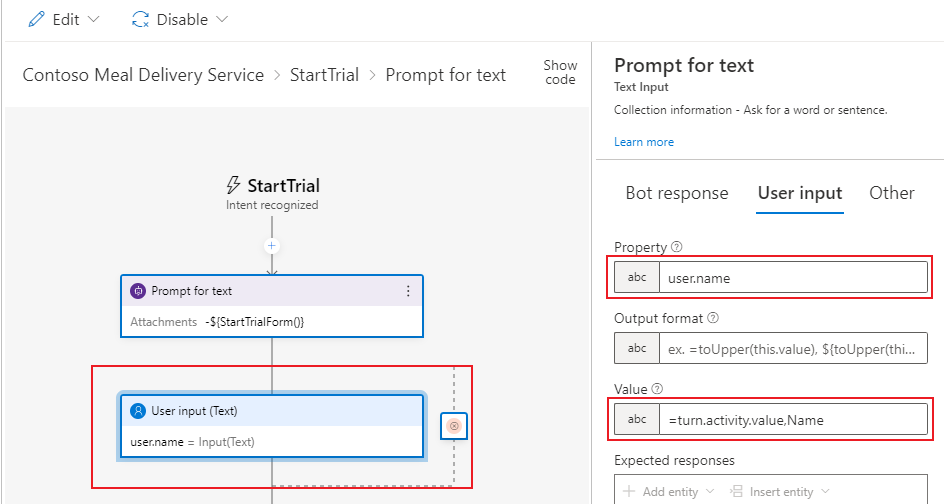 Edit Disable
Contoso Meal Delivery Service > StartTrial > Prompt for text
Show
code
StartTrial
Intent recognized
Prompt for text
Attachments -${StartTrialForm()}
User input (Text)
user.name = Input(Text)
Prompt for text
Text Input
Collection information - Ask for a word or sentence.
Learn more
Bot response User input Other
Property
abc user.name
Output format
abc ex. =toUpper(this.value), ${toUpper(thi...
Value
abc =turn.activity.value,Name
Expected responses
Add entity Insert entity